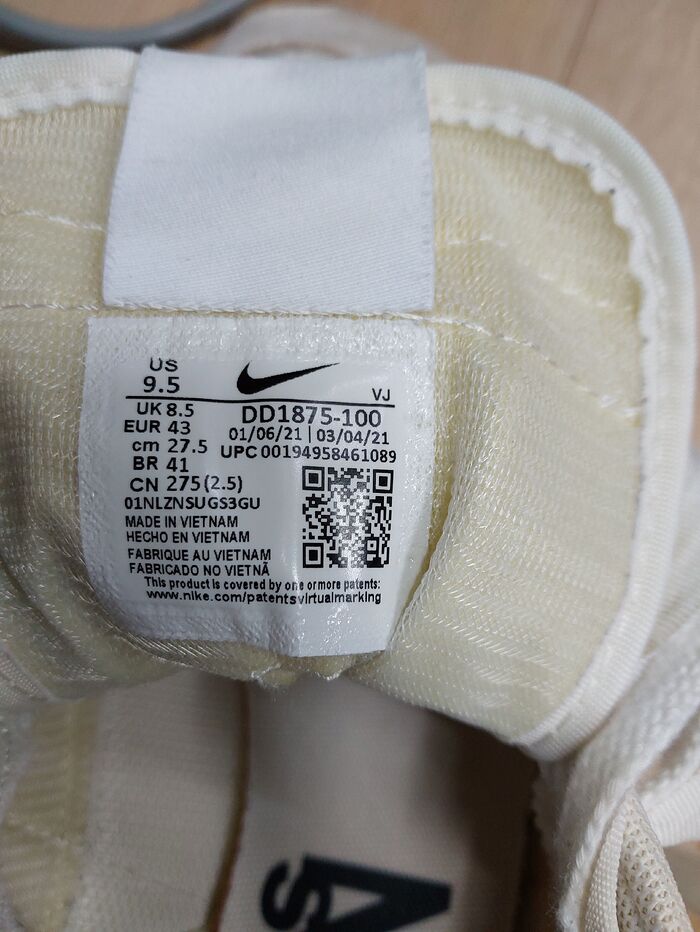 US
9.5
VJ
UK 8.5
EUR 43
cm 27.5
BR 41
CN 275(2.5)
DD1875-100
01/06/21 | 03/04/21
UPC 00194958461089
01NLZNSUGS3GU
MADE IN VIETNAM
HECHO EN VIETNAM
FABRIQUE AU VIETNAM
FABRICADO NO VIETNÃ
This product is covered by one or more patents:
www.nike.com/patentsvirtualmarking